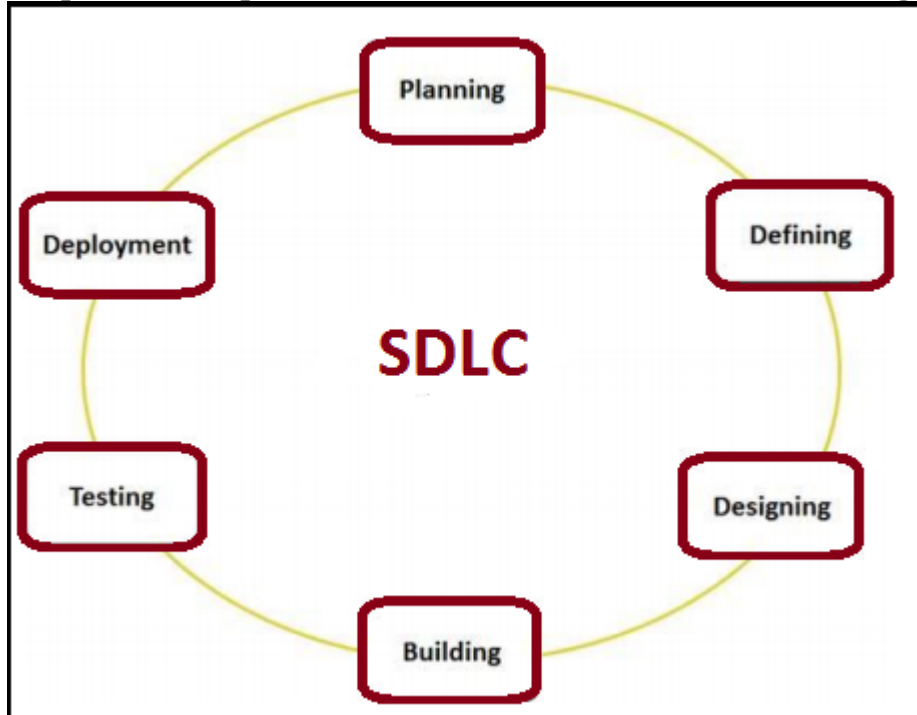 Planning
Defining
Designing
Building
Testing
Deployment
SDLC